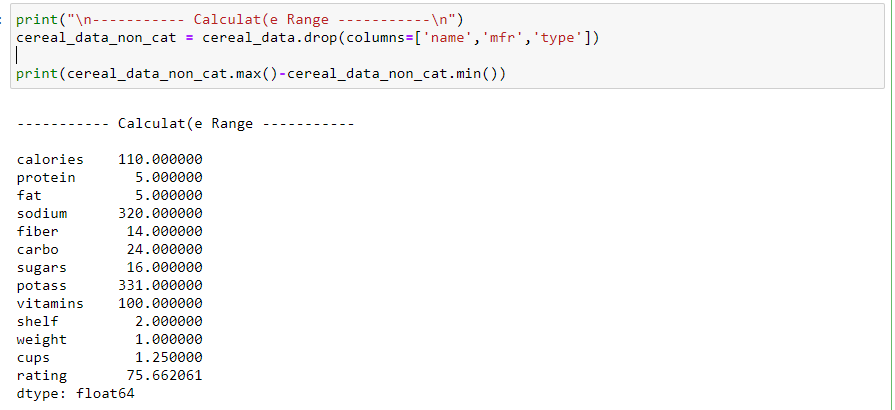 print("\n----------- Calculat(e Range -----------\n")
cereal_data_non_cat = cereal_data.drop(columns=['name','mfr','type'])
print(cereal_data_non_cat.max()-cereal_data_non_cat.min())
----------- Calculat(e Range -----------
calories    110.000000
protein       5.000000
fat           5.000000
sodium      320.000000
fiber        14.000000
carbo        24.000000
sugars       16.000000
potass      331.000000
vitamins    100.000000
shelf         2.000000
weight        1.000000
cups          1.250000
rating       75.662061
dtype: float64